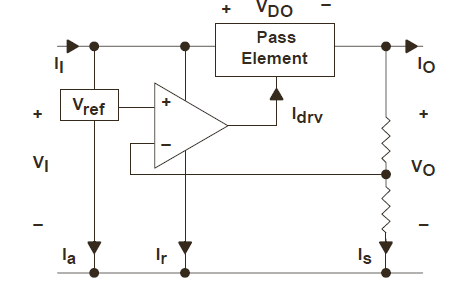 + VDO −
Pass
Element
II
IO
Vref
+
−
Idrv
+
VI
−
+
VO
−
Ia
Ir
Is